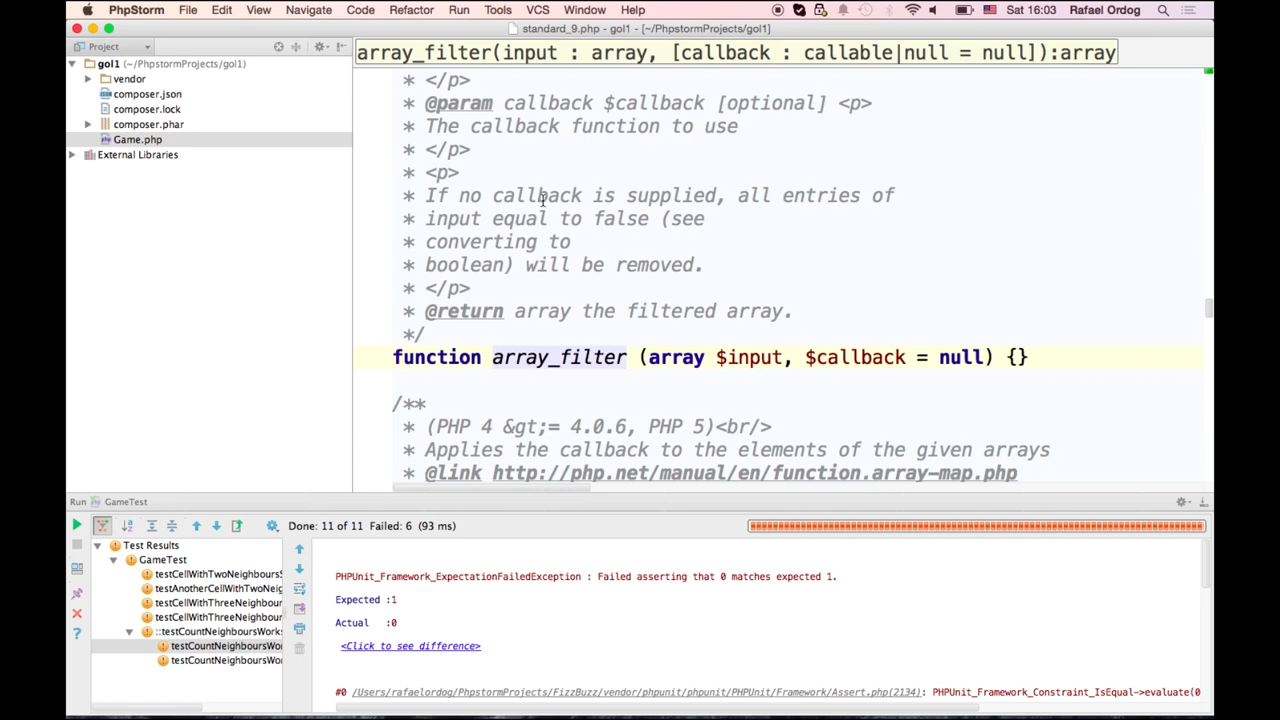 PhpStorm File Edit View Navigate Code Refactor Run Tools VCS Window Help Sat 16:03 Rafael Ordog
standard_9.php - gol1 - [~/PhpstormProjects/gol1]
Project
array_filter(input : array, [callback : callable|null = null]):array
gol1 (~/PhpstormProjects/gol1)
vendor
composer.json
composer.lock
composer.phar
Game.php
External Libraries
* </p>
* @param callback $callback [optional] <p>
* The callback function to use
* </p>
* <p>
* If no callback is supplied, all entries of
* input equal to false (see
* converting to
* boolean) will be removed.
* </p>
* @return array the filtered array.
*/
function array_filter (array $input, $callback = null) {}
/**
* (PHP 4 &gt;= 4.0.6, PHP 5)<br/>
* Applies the callback to the elements of the given arrays
* @link http://php.net/manual/en/function.array-map.php
Run GameTest
Done: 11 of 11 Failed: 6 (93 ms)
Test Results
GameTest
testCellWithTwoNeighboursS
testAnotherCellWithTwoNei
testCellWithThreeNeighbour
testCellWithThreeNeighbour
::testCountNeighboursWorks
testCountNeighboursWo
testCountNeighboursWo
PHPUnit_Framework_ExpectationFailedException : Failed asserting that 0 matches expected 1.
Expected :1
Actual :0
<Click to see difference>
#0 /Users/rafaelordog/PhpstormProjects/FizzBuzz/vendor/phpunit/phpunit/PHPUnit/Framework/Assert.php(2134): PHPUnit_Framework_Constraint_IsEqual->evaluate(0